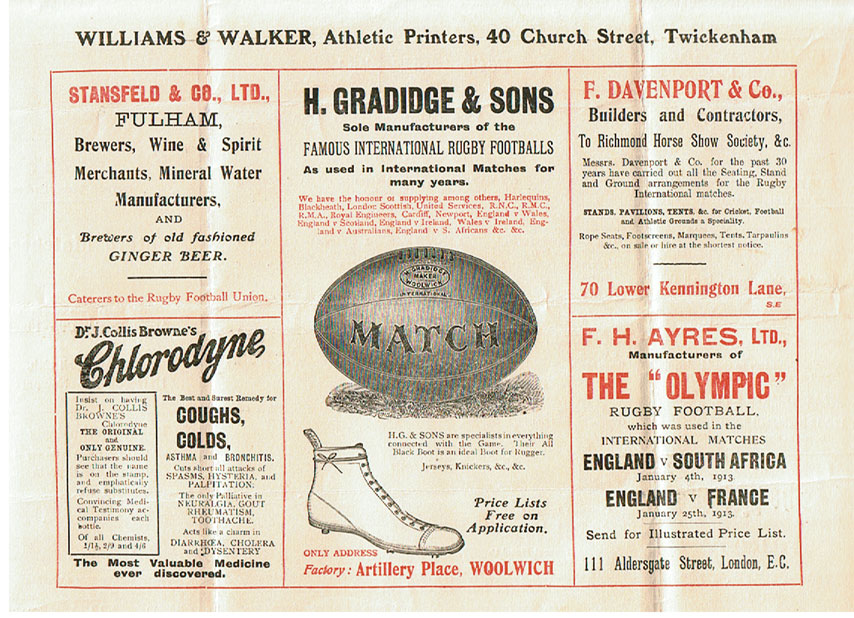 WILLIAMS & WALKER, Athletic Printers, 40 Church Street, Twickenham
STANSFELD & CO., LTD.,
FULHAM,
Brewers, Wine & Spirit
Merchants, Mineral Water
Manufacturers,
AND
Brewers of old fashioned
GINGER BEER.
Caterers to the Rugby Football Union.
Dr. J. Collis Browne's
Chlorodyne
Insist on having
Dr. J. COLLIS
BROWNE'S
Chlorodyne
THE ORIGINAL
and
ONLY GENUINE.
Purchasers should
see that the name
is on the stamp,
and emphatically
refuse substitutes.
Convincing Medi-
cal Testimony ac-
companies each
bottle.
Of all Chemists,
1/1½, 2/9 and 4/6
The Best and Surest Remedy for
COUGHS,
COLDS,
ASTHMA and BRONCHITIS.
Cuts short all attacks of
SPASMS, HYSTERIA, and
PALPITATION;
The only Palliative in
NEURALGIA, GOUT
RHEUMATISM,
TOOTHACHE.
Acts like a charm in
DIARRHŒA, CHOLERA
and DYSENTERY
The Most Valuable Medicine
ever discovered.
H. GRADIDGE & SONS
Sole Manufacturers of the
FAMOUS INTERNATIONAL RUGBY FOOTBALLS
As used in International Matches for
many years.
We have the honour of supplying among others, Harlequins,
Blackheath, London Scottish, United Services, R.N.C., R.M.C.,
R.M.A., Royal Engineers, Cardiff, Newport, England v Wales,
England v Scotland, England v Ireland, Wales v Ireland, Eng-
land v Australians, England v S. Africans &c. &c.
H. GRADIDGE
MAKER
WOOLWICH
INTERNATIONAL
MATCH
H.G. & SONS are specialists in everything
connected with the Game. Their All
Black Boot is an ideal Boot for Rugger.
Jerseys, Knickers, &c., &c.
Price Lists
Free on
Application.
ONLY ADDRESS
Factory: Artillery Place, WOOLWICH
F. DAVENPORT & Co.,
Builders and Contractors,
To Richmond Horse Show Society, &c.
Messrs. Davenport & Co. for the past 30
years have carried out all the Seating, Stand
and Ground arrangements for the Rugby
International matches.
STANDS, PAVILIONS, TENTS, &c. for Cricket, Football
and Athletic Grounds a Speciality.
Rope Seats, Footscreens, Marquees, Tents, Tarpaulins
&c., on sale or hire at the shortest notice.
70 Lower Kennington Lane,
S.E
F. H. AYRES, LTD.,
Manufacturers of
THE "OLYMPIC"
RUGBY FOOTBALL,
which was used in the
INTERNATIONAL MATCHES
ENGLAND v SOUTH AFRICA
January 4th, 1913
ENGLAND v FRANCE
January 25th, 1913.
Send for Illustrated Price List.
111 Aldersgate Street, London, E.C.